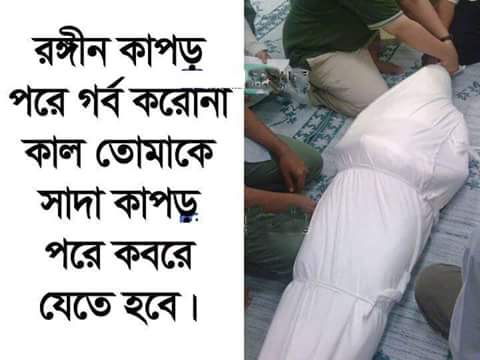 রঙ্গীন কাপড়
পরে গর্ব করোনা
কাল তোমাকে
সাদা কাপড়
পরে কবরে
যেতে হবে।